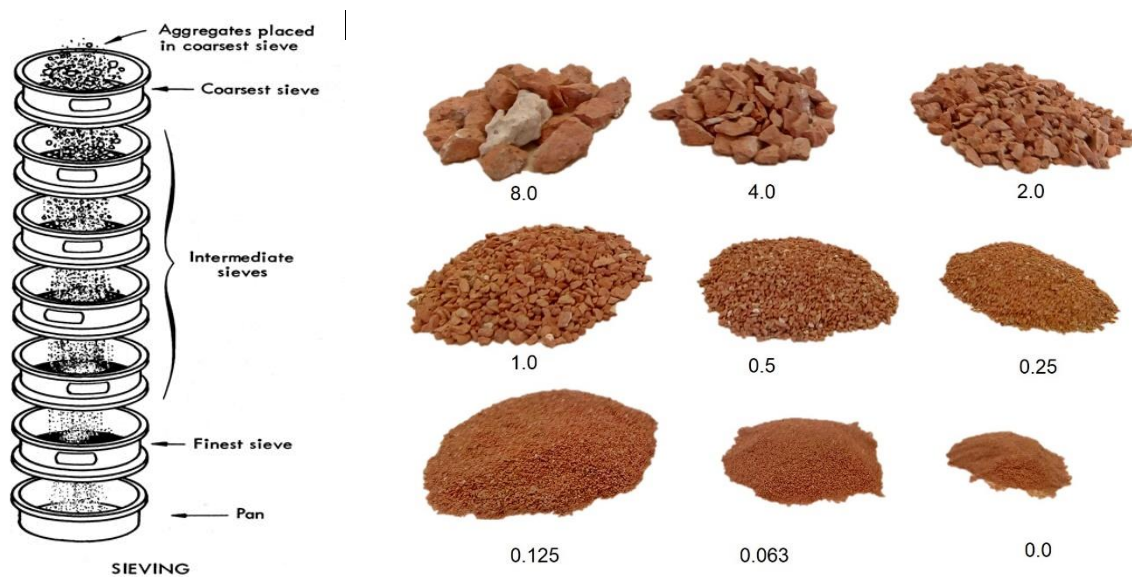 Aggregates placed
in coarsest sieve
Coarsest sieve
Intermediate
sieves
Finest sieve
Pan
SIEVING
8.0
4.0
2.0
1.0
0.5
0.25
0.125
0.063
0.0